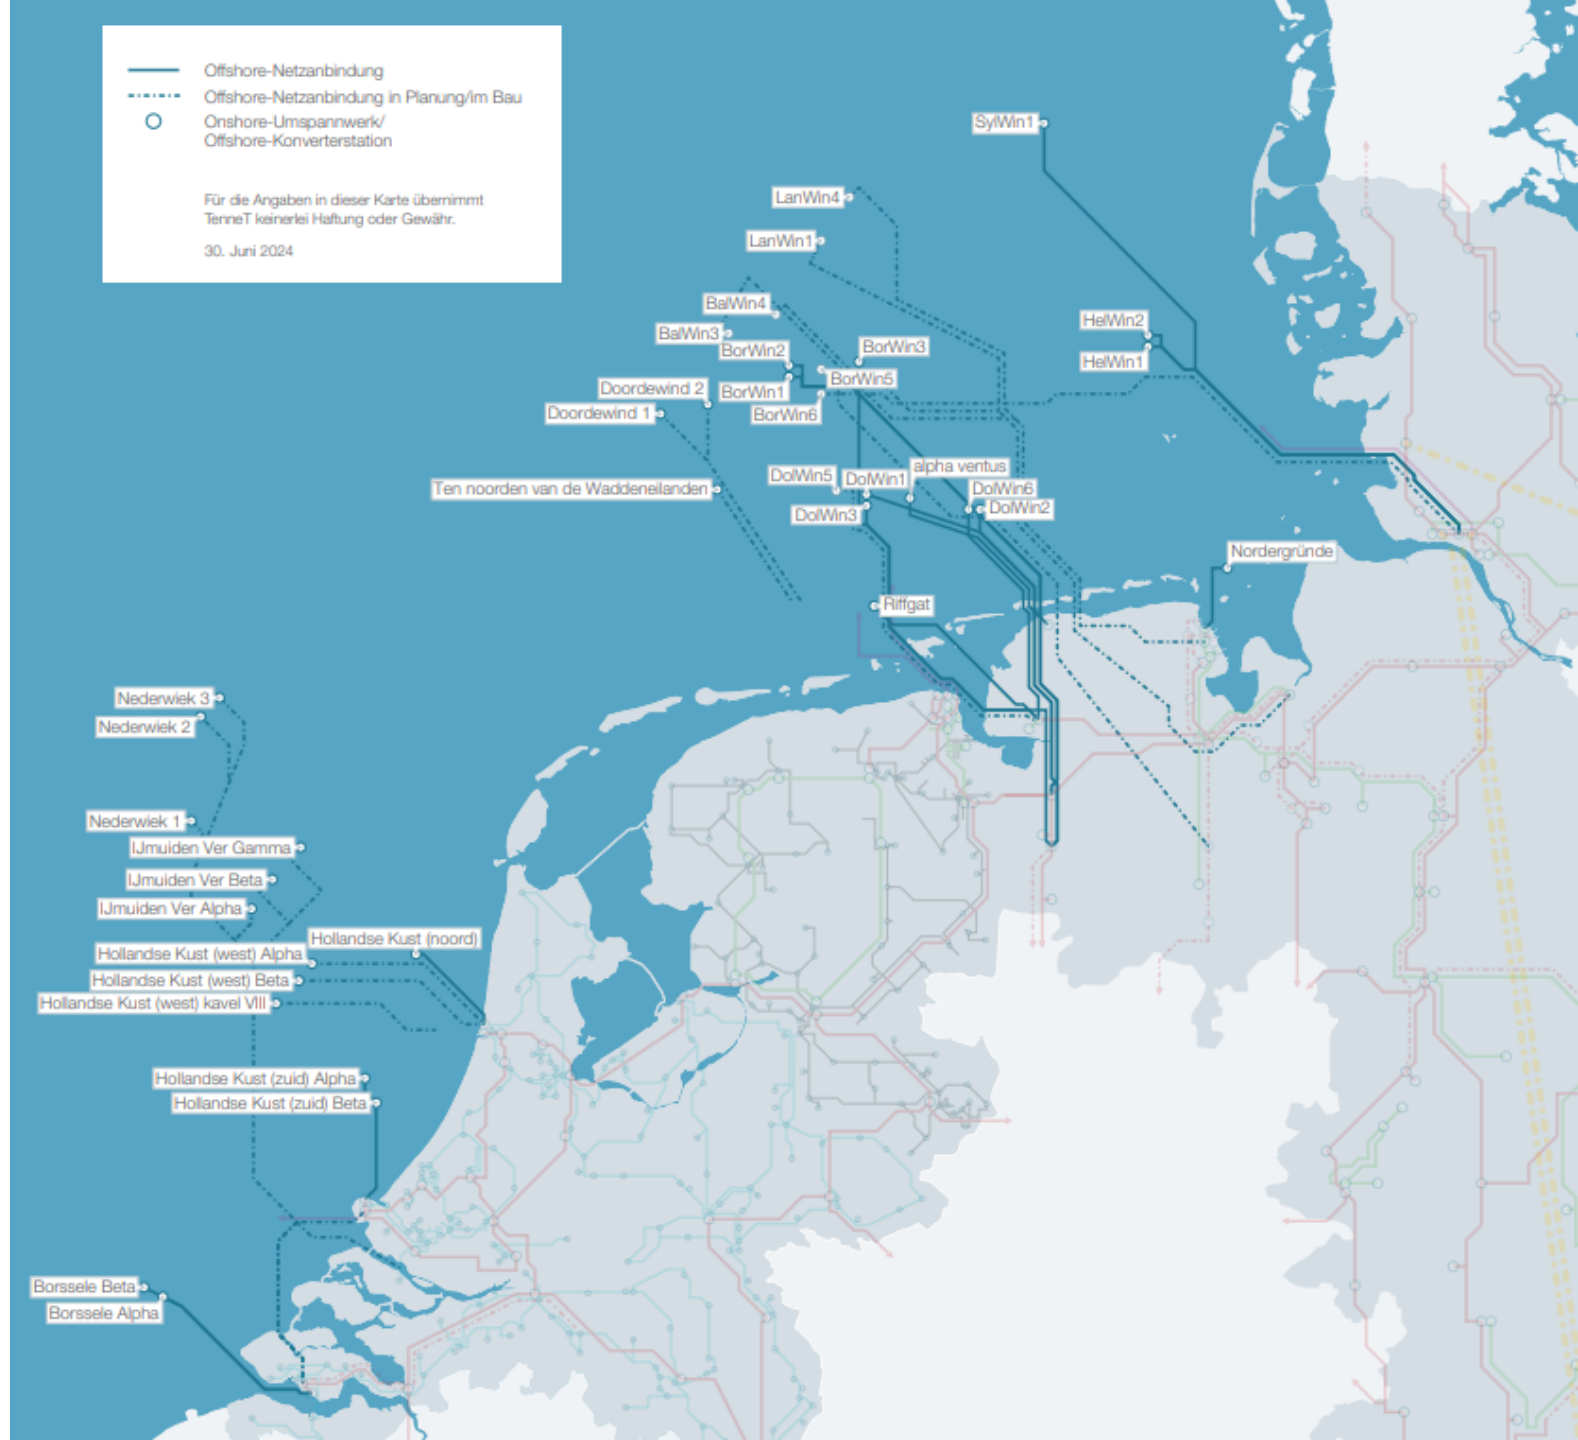 Offshore-Netzanbindung
Offshore-Netzanbindung in Planung/im Bau
Onshore-Umspannwerk/
Offshore-Konverterstation
Für die Angaben in dieser Karte übernimmt
TenneT keinerlei Haftung oder Gewähr.
30. Juni 2024
SylWin1
LanWin4
LanWin1
BalWin4
BalWin3
HelWin2
HelWin1
BorWin2
BorWin3
BorWin5
BorWin1
BorWin6
Doordewind 2
Doordewind 1
alpha ventus
DolWin5
DolWin1
DolWin6
DolWin2
DolWin3
Ten noorden van de Waddeneilanden
Nordergründe
Riffgat
Nederwiek 3
Nederwiek 2
Nederwiek 1
IJmuiden Ver Gamma
IJmuiden Ver Beta
IJmuiden Ver Alpha
Hollandse Kust (noord)
Hollandse Kust (west) Alpha
Hollandse Kust (west) Beta
Hollandse Kust (west) kavel VIII
Hollandse Kust (zuid) Alpha
Hollandse Kust (zuid) Beta
Borssele Beta
Borssele Alpha